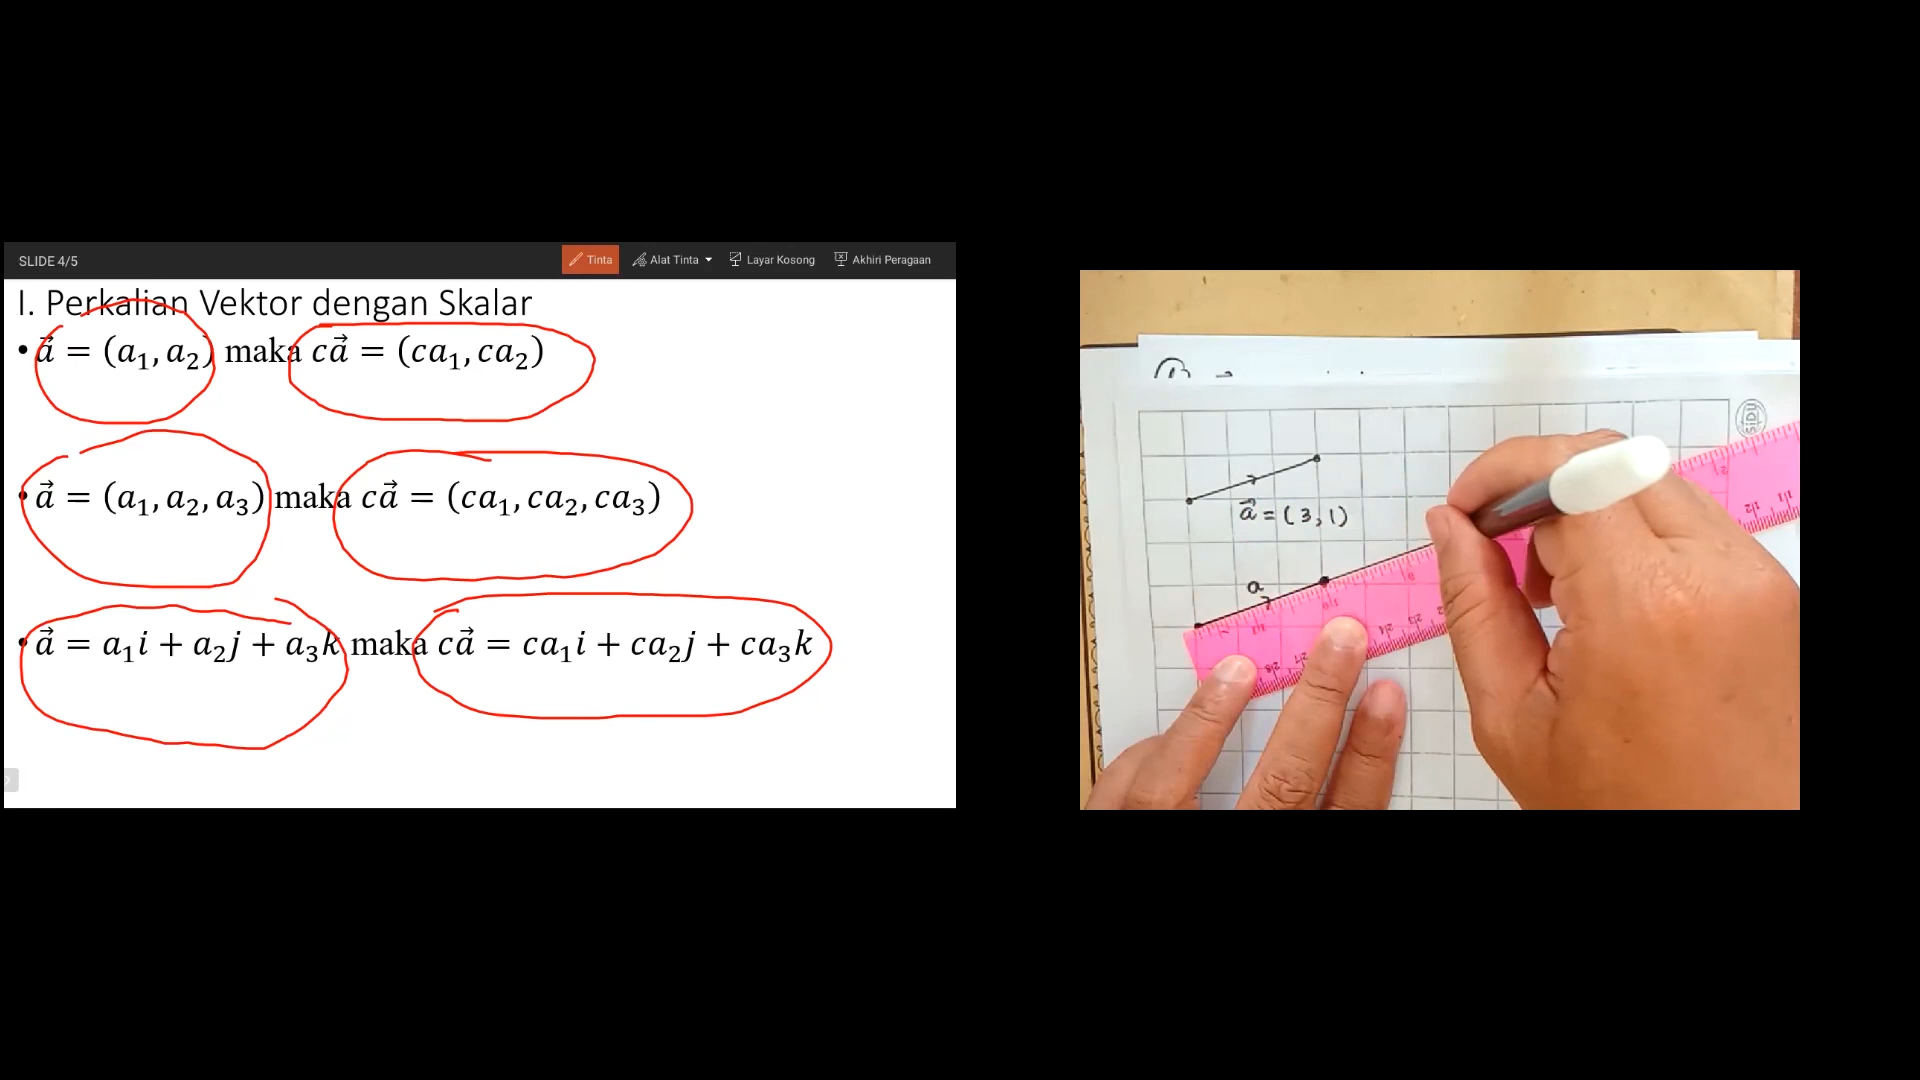 SLIDE 4/5
Tinta
Alat Tinta
Layar Kosong
Akhiri Peragaan
I. Perkalian Vektor dengan Skalar
• a⃗ = (a₁, a₂) maka ca⃗ = (ca₁, ca₂)
• a⃗ = (a₁, a₂, a₃) maka ca⃗ = (ca₁, ca₂, ca₃)
• a⃗ = a₁i + a₂j + a₃k maka ca⃗ = ca₁i + ca₂j + ca₃k
SIDU
a⃗ = (3,1)
a